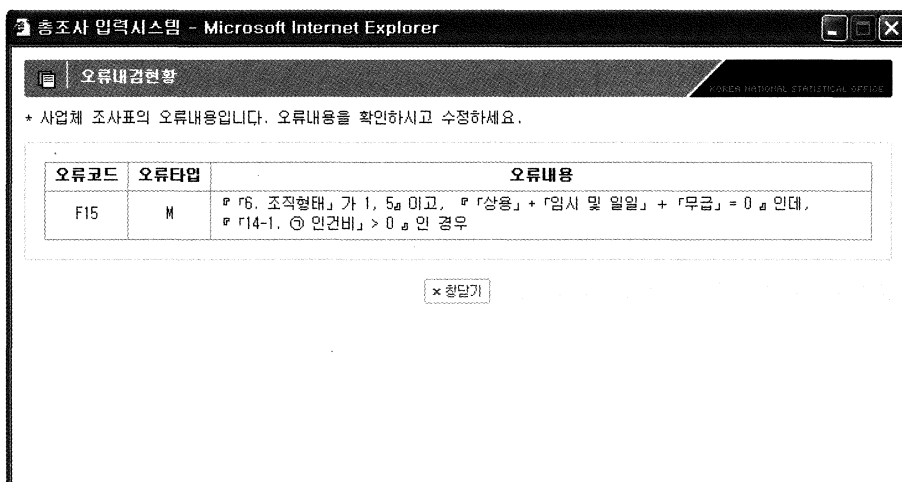 총조사 입력시스템 - Microsoft Internet Explorer
오류내검현황
KOREA NATIONAL STATISTICAL OFFICE
* 사업체 조사표의 오류내용입니다. 오류내용을 확인하시고 수정하세요.
오류코드 오류타입 오류내용
F15 M 『「6. 조직형태」가 1, 5』이고, 『「상용」+「임시 및 일일」+「무급」= 0 』인데,
『「14-1. ㉠ 인건비」> 0 』인 경우
× 창닫기